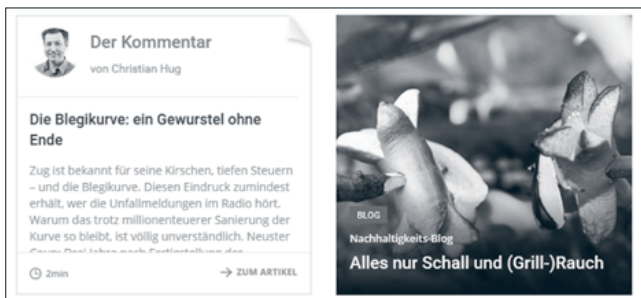 Der Kommentar
von Christian Hug
Die Blegikurve: ein Gewurstel ohne
Ende
Zug ist bekannt für seine Kirschen, tiefen Steuern
– und die Blegikurve. Diesen Eindruck zumindest
erhält, wer die Unfallmeldungen im Radio hört.
Warum das trotz millionenteurer Sanierung der
Kurve so bleibt, ist völlig unverständlich. Neuster
2min
→ ZUM ARTIKEL
BLOG
Nachhaltigkeits-Blog
Alles nur Schall und (Grill-)Rauch